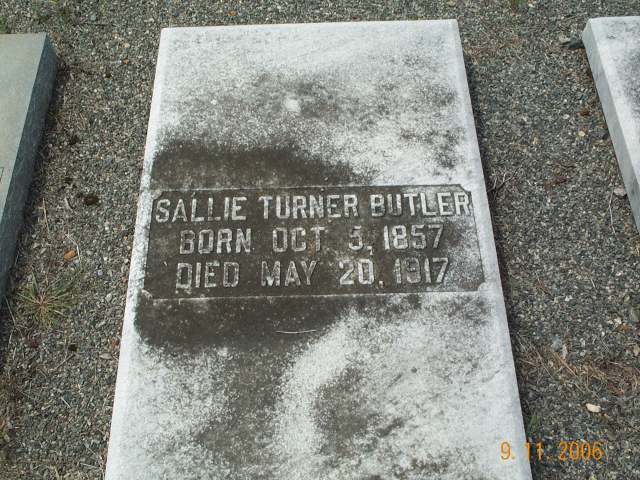 SALLIE TURNER BUTLER
BORN OCT 5, 1857
DIED MAY 20, 1917
9.11.2006